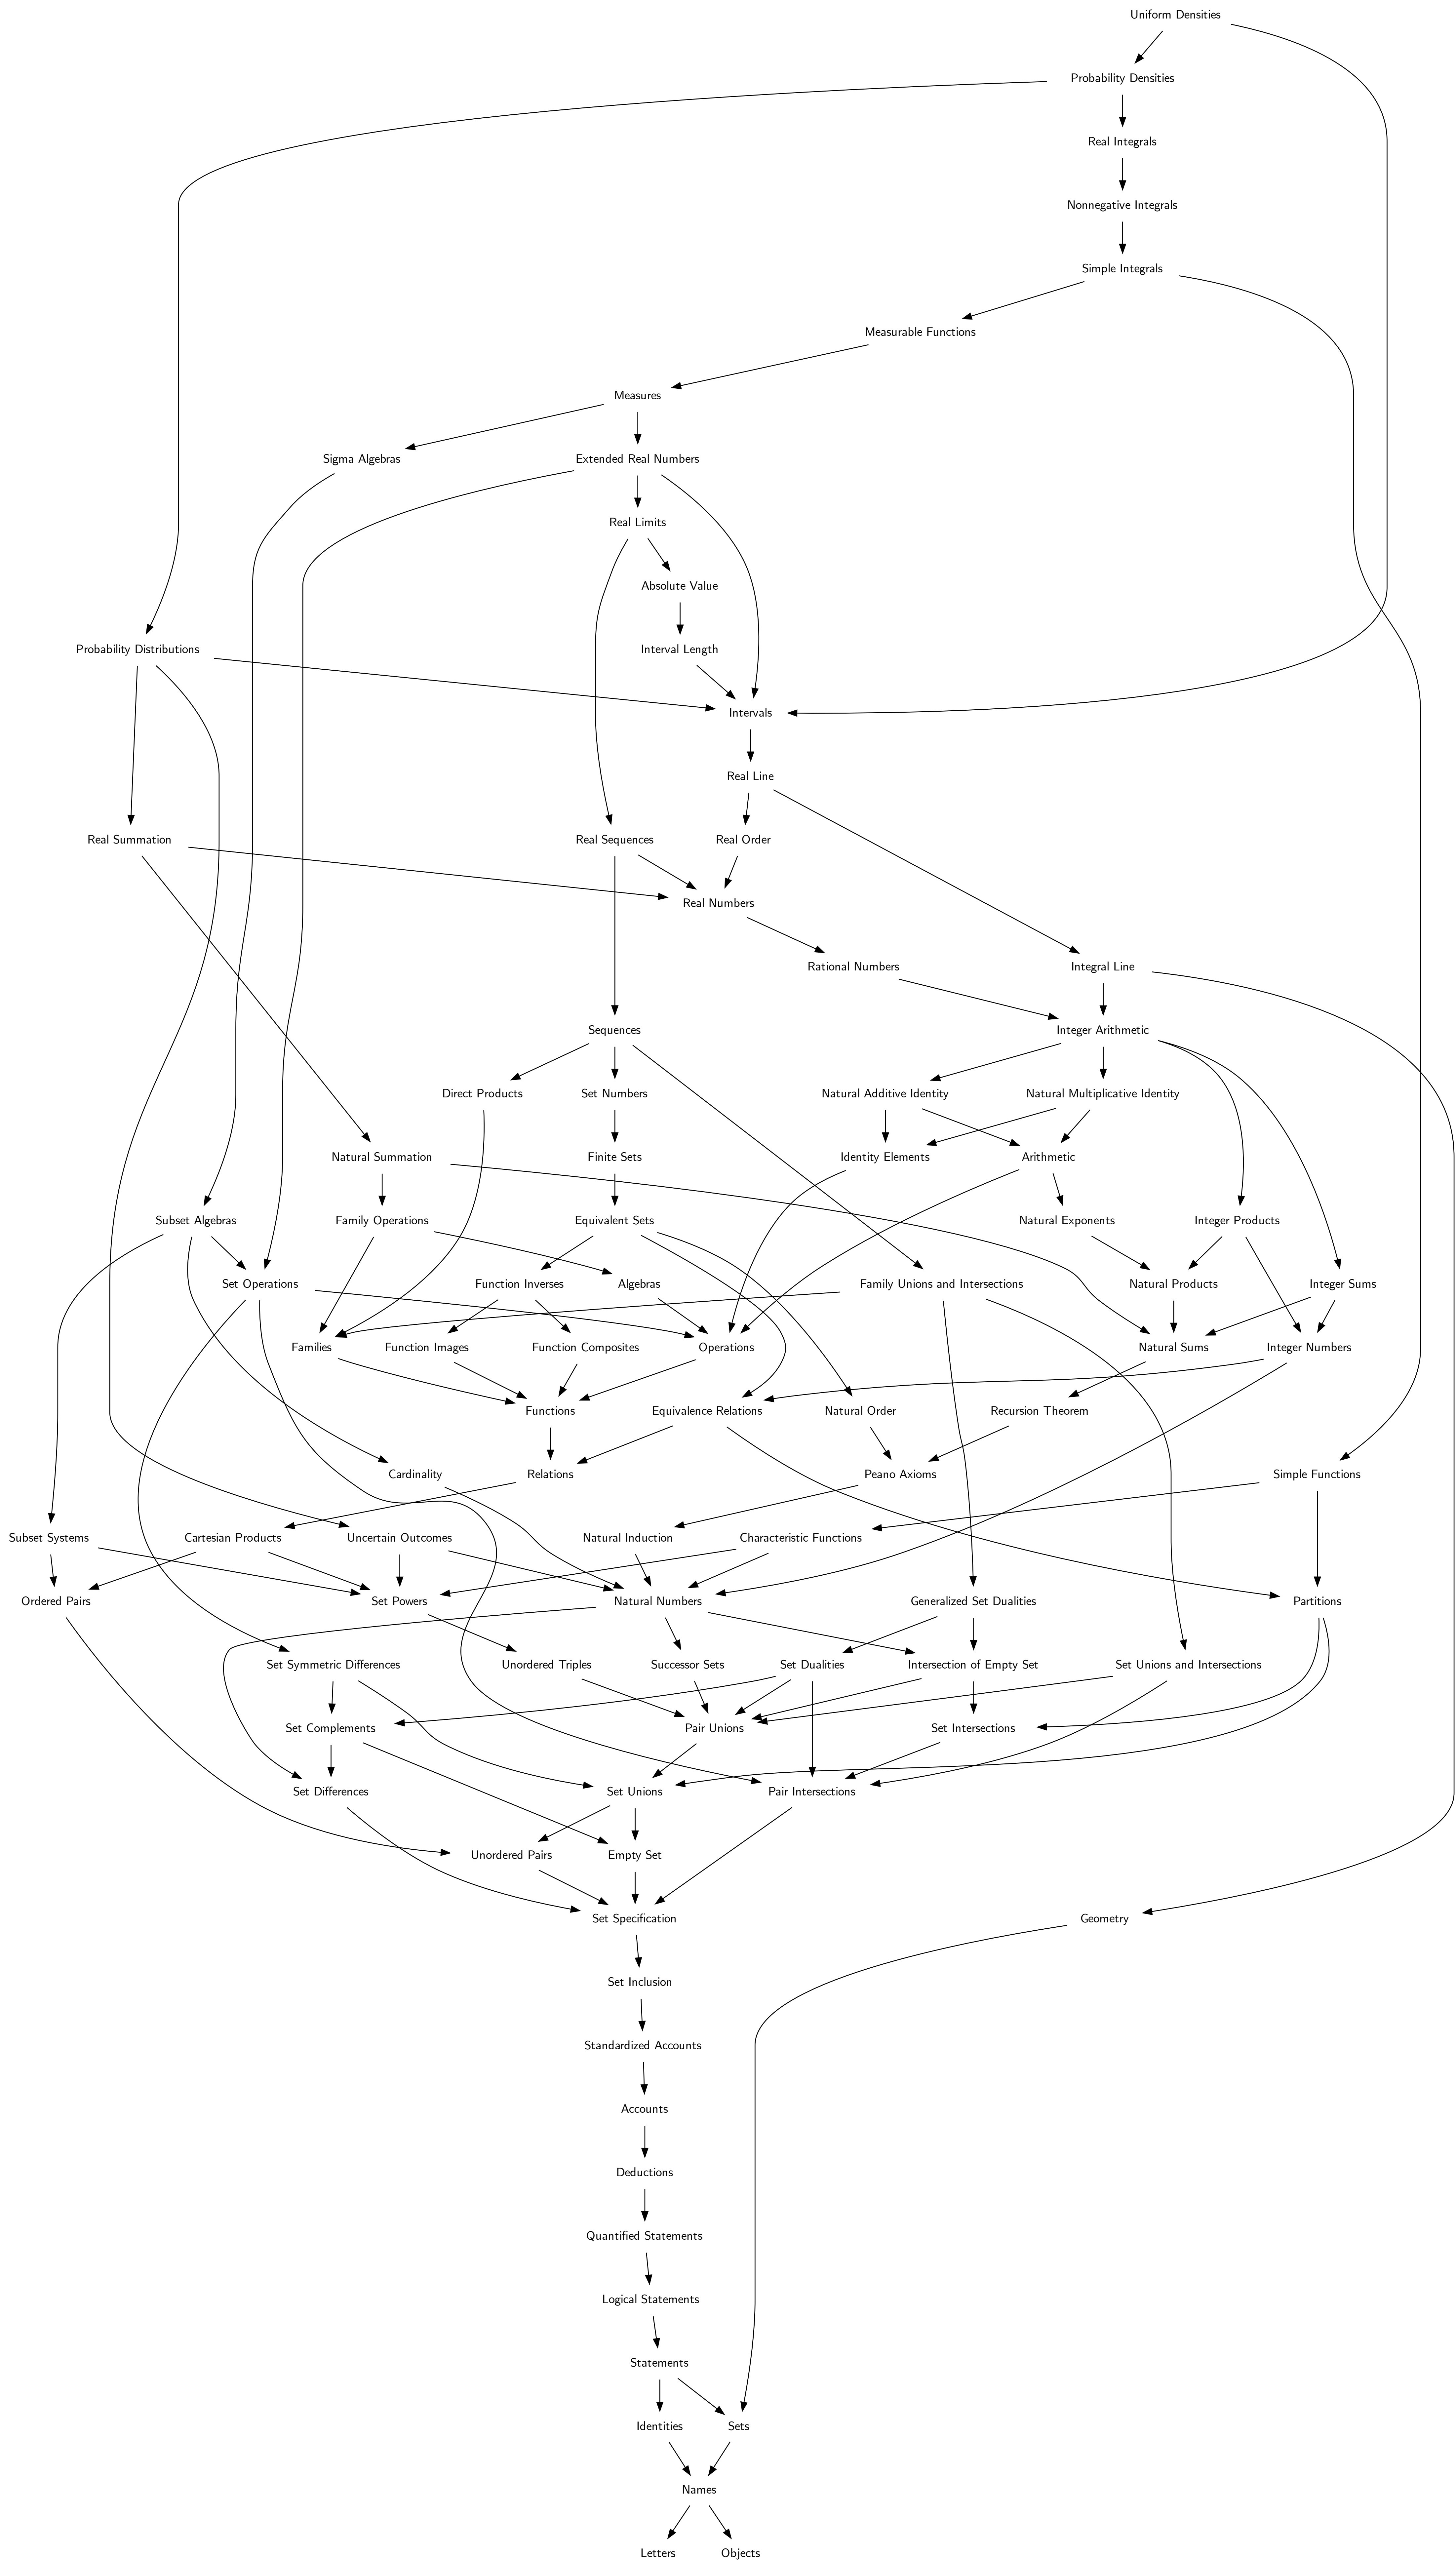 Uniform Densities
Probability Densities
Real Integrals
Nonnegative Integrals
Simple Integrals
Measurable Functions
Measures
Sigma Algebras
Extended Real Numbers
Real Limits
Absolute Value
Probability Distributions
Interval Length
Intervals
Real Line
Real Summation
Real Sequences
Real Order
Real Numbers
Rational Numbers
Integral Line
Sequences
Integer Arithmetic
Direct Products
Set Numbers
Natural Additive Identity
Natural Multiplicative Identity
Natural Summation
Finite Sets
Identity Elements
Arithmetic
Subset Algebras
Family Operations
Equivalent Sets
Natural Exponents
Integer Products
Set Operations
Function Inverses
Algebras
Family Unions and Intersections
Natural Products
Integer Sums
Families
Function Images
Function Composites
Operations
Natural Sums
Integer Numbers
Functions
Equivalence Relations
Natural Order
Recursion Theorem
Cardinality
Relations
Peano Axioms
Simple Functions
Subset Systems
Cartesian Products
Uncertain Outcomes
Natural Induction
Characteristic Functions
Ordered Pairs
Set Powers
Natural Numbers
Generalized Set Dualities
Partitions
Set Symmetric Differences
Unordered Triples
Successor Sets
Set Dualities
Intersection of Empty Set
Set Unions and Intersections
Set Complements
Pair Unions
Set Intersections
Set Differences
Set Unions
Pair Intersections
Unordered Pairs
Empty Set
Set Specification
Geometry
Set Inclusion
Standardized Accounts
Accounts
Deductions
Quantified Statements
Logical Statements
Statements
Identities
Sets
Names
Letters
Objects